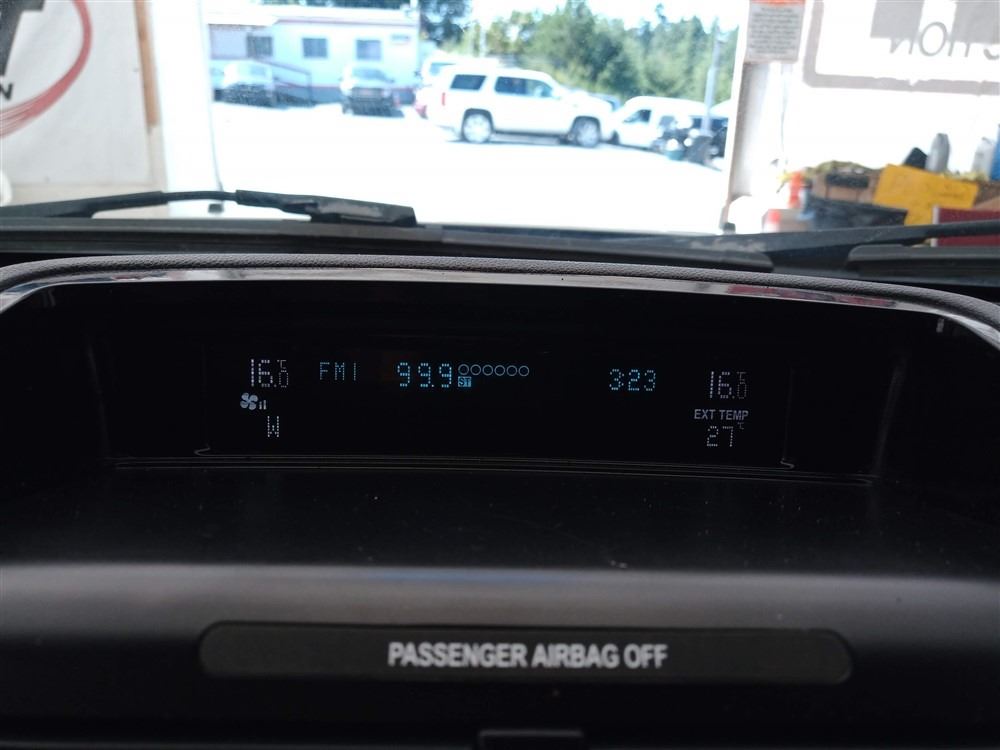 16.0°C FM1 99.9 ST 3:23 16.0°C
EXT TEMP
W 27°C
PASSENGER AIRBAG OFF